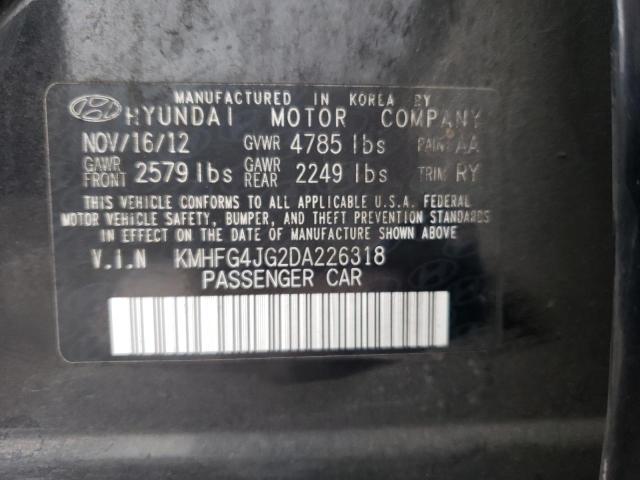 MANUFACTURED IN KOREA BY
HYUNDAI MOTOR COMPANY
NOV/16/12 GVWR 4785 lbs PAINT AA
GAWR FRONT 2579 lbs GAWR REAR 2249 lbs TRIM RY
THIS VEHICLE CONFORMS TO ALL APPLICABLE U.S.A. FEDERAL
MOTOR VEHICLE SAFETY, BUMPER, AND THEFT PREVENTION STANDARDS
IN EFFECT ON THE DATE OF MANUFACTURE SHOWN ABOVE
V.i.N KMHFG4JG2DA226318
PASSENGER CAR